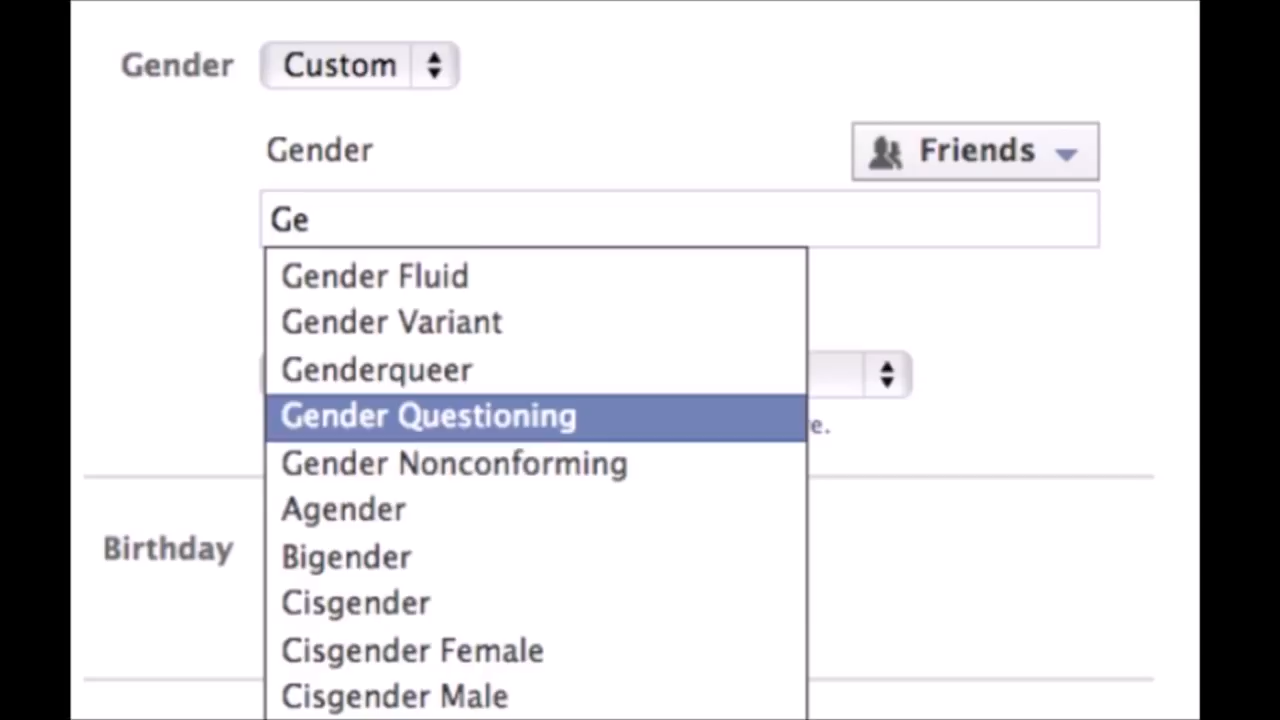 Gender Custom
Gender Friends
Ge
Gender Fluid
Gender Variant
Genderqueer
Gender Questioning
e.
Gender Nonconforming
Agender
Birthday
Bigender
Cisgender
Cisgender Female
Cisgender Male